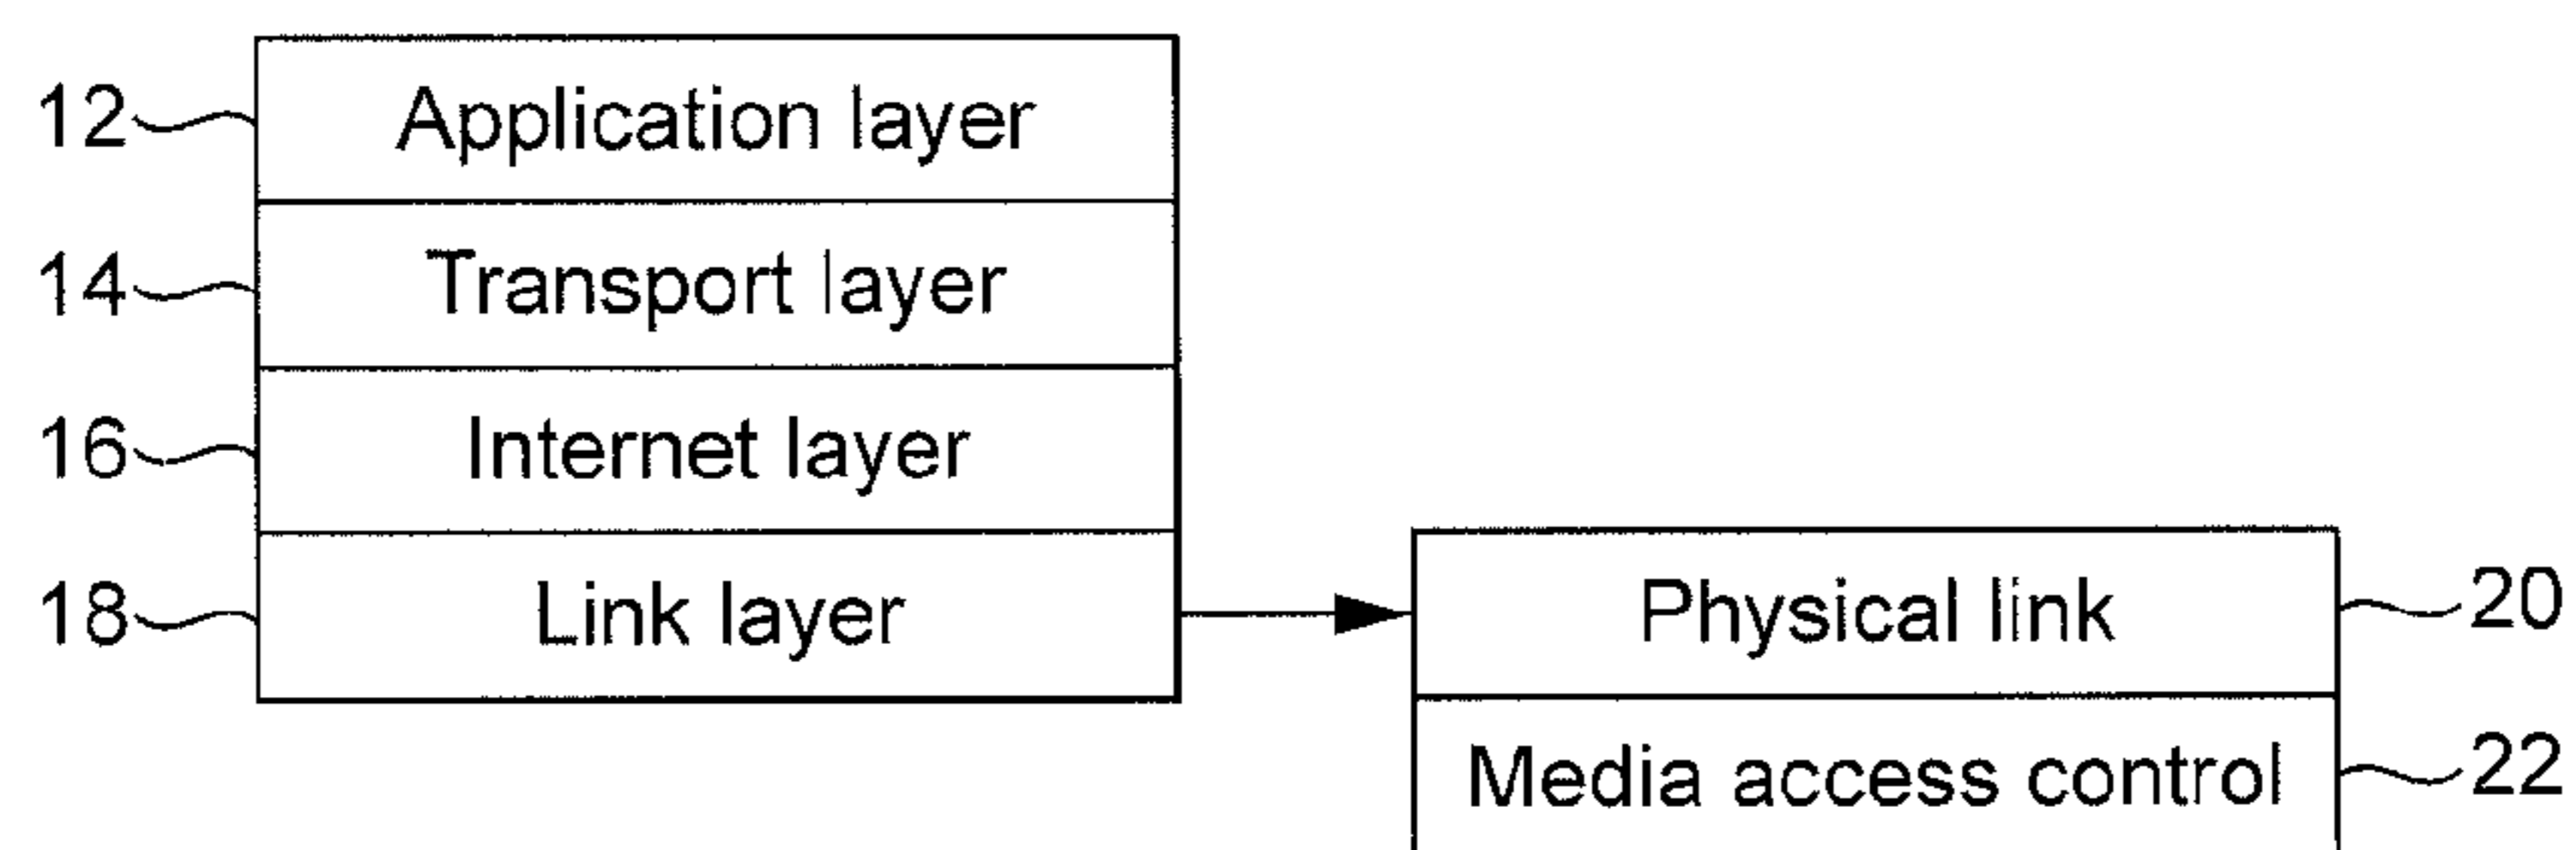 12 Application layer
14 Transport layer
16 Internet layer
18 Link layer
Physical link 20
Media access control 22